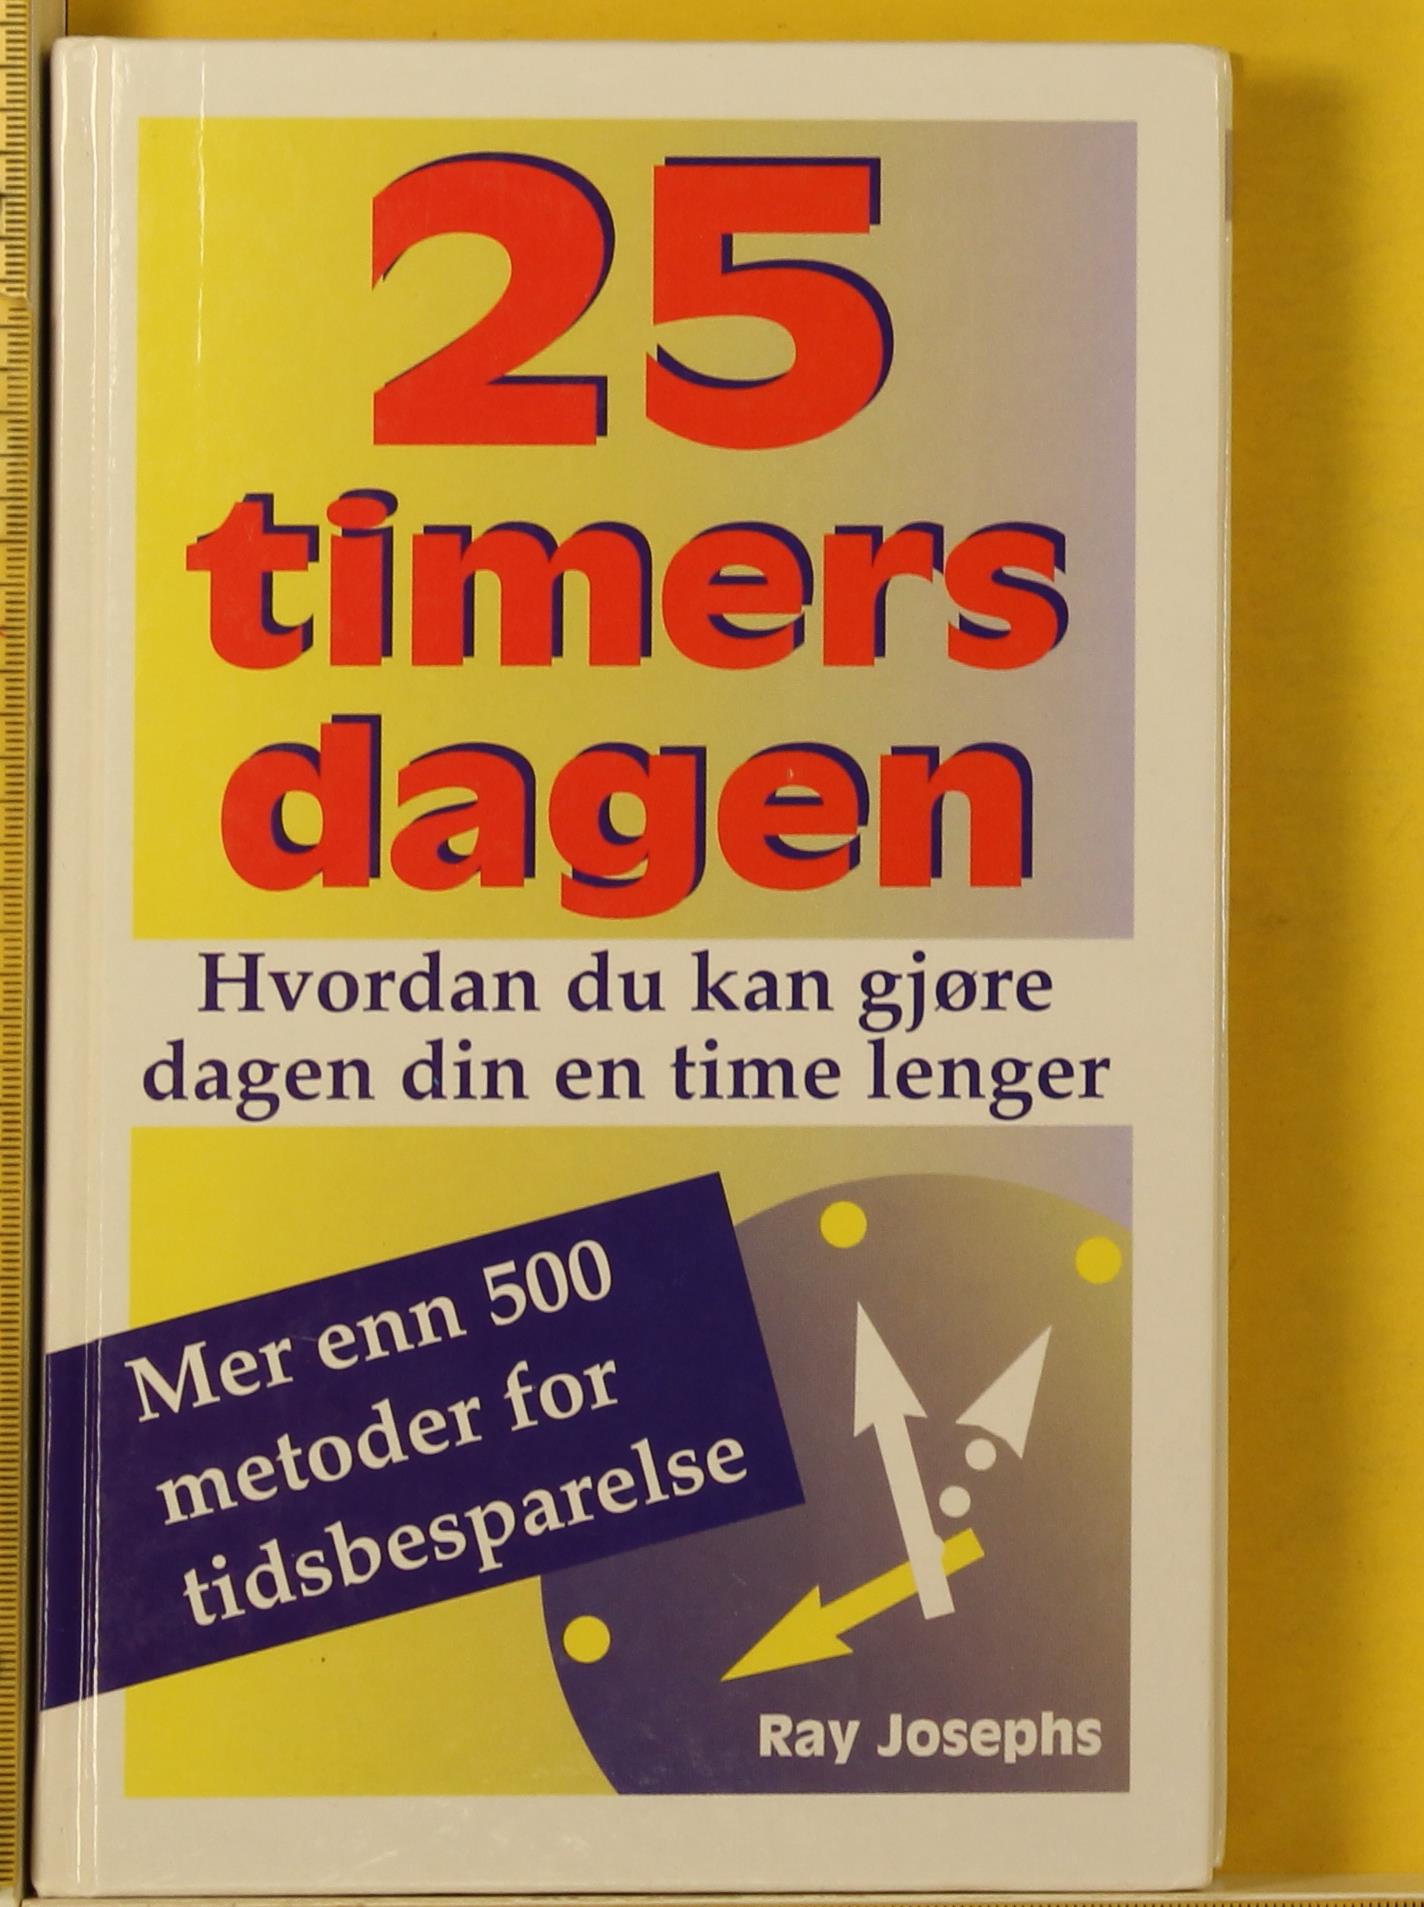 25
timers
dagen
Hvordan du kan gjøre
dagen din en time lenger
Mer enn 500
metoder for
tidsbesparelse
Ray Josephs